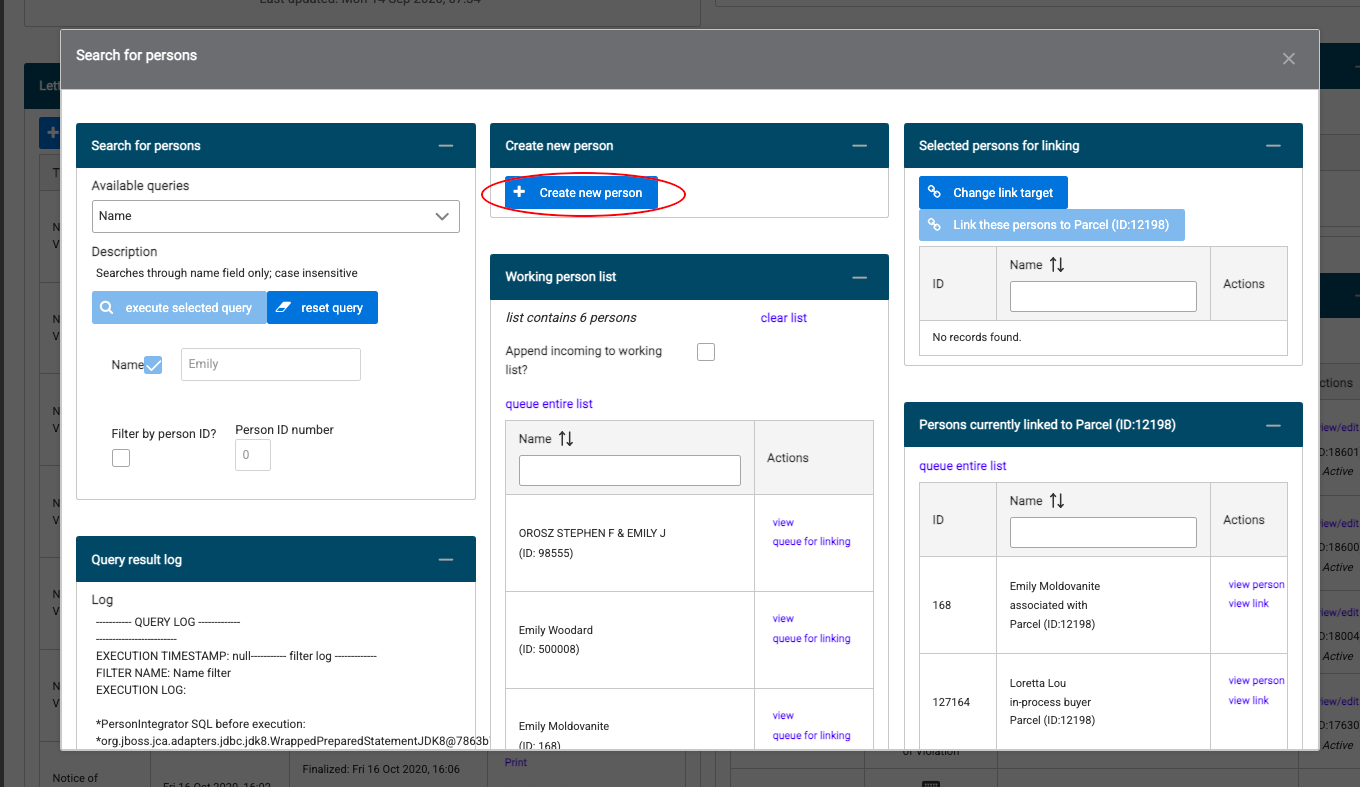 Last updated: Mon 14 Sep 2020, 07:54
Search for persons
Search for persons
Available queries
Name
Description
Searches through name field only; case insensitive
execute selected query
reset query
Name
Emily
Filter by person ID?
Person ID number
0
Query result log
Log
----------- QUERY LOG -------------
-------------------------
EXECUTION TIMESTAMP: null----------- filter log -------------
FILTER NAME: Name filter
EXECUTION LOG:
*PersonIntegrator SQL before execution:
*org.jboss.jca.adapters.jdbc.jdk8.WrappedPreparedStatementJDK8@7863b
Create new person
Create new person
Working person list
list contains 6 persons
clear list
Append incoming to working
list?
queue entire list
Name
Actions
OROSZ STEPHEN F & EMILY J
(ID: 98555)
view
queue for linking
Emily Woodard
(ID: 500008)
view
queue for linking
Emily Moldovanite
(ID: 168)
view
queue for linking
Selected persons for linking
Change link target
Link these persons to Parcel (ID:12198)
ID
Name
Actions
No records found.
Persons currently linked to Parcel (ID:12198)
queue entire list
ID
Name
Actions
168
Emily Moldovanite
associated with
Parcel (ID:12198)
view person
view link
127164
Loretta Lou
in-process buyer
Parcel (ID:12198)
view person
view link
Lett
ctions
iew/edit
D:18601
Active
iew/edit
D:18600
Active
iew/edit
D:18004
Active
iew/edit
D:17630
Active
Notice of
Fri 16 Oct 2020, 16:02
Finalized: Fri 16 Oct 2020, 16:06
Print
of Violation